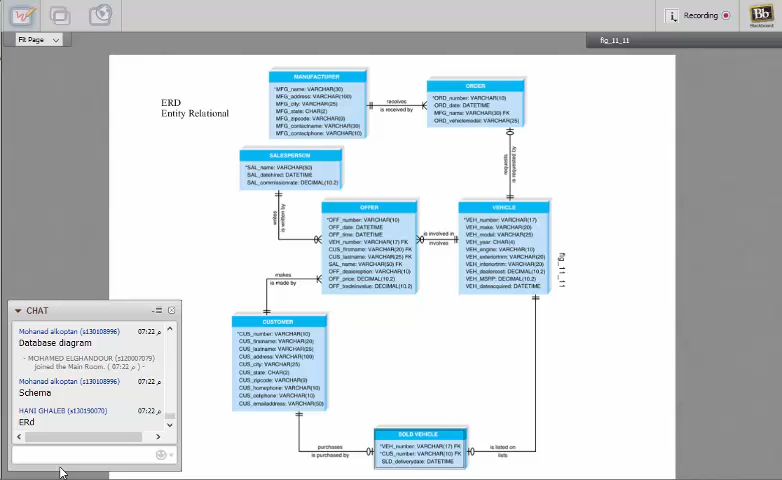 Recording
Bb
Blackboard
Fit Page
fig_11_11
ERD
Entity Relational
MANUFACTURER
MFG_name: VARCHAR(30)
MFG_address: VARCHAR(100)
MFG_city: VARCHAR(25)
MFG_state: CHAR(2)
MFG_zipcode: VARCHAR(9)
MFG_contactname: VARCHAR(30)
MFG_contactphone: VARCHAR(10)
receives
is received by
ORDER
*ORD_number: VARCHAR(10)
ORD_date: DATETIME
MFG_name: VARCHAR(30) FK
ORD_vehiclemodel: VARCHAR(25)
requests
is requested by
SALESPERSON
*SAL_name: VARCHAR(50)
SAL_datehired: DATETIME
SAL_commissionrate: DECIMAL(10.2)
writes
is written by
OFFER
*OFF_number: VARCHAR(10)
OFF_date: DATETIME
OFF_time: DATETIME
VEH_number: VARCHAR(17) FK
CUS_firstname: VARCHAR(20) FK
CUS_lastname: VARCHAR(25) FK
SAL_name: VARCHAR(50) FK
OFF_price: DECIMAL(10.2)
OFF_tradeinvalue: DECIMAL(10.2)
is involved in
involves
VEHICLE
*VEH_number: VARCHAR(17)
VEH_make: VARCHAR(20)
VEH_model: VARCHAR(25)
VEH_year: CHAR(4)
VEH_engine: VARCHAR(10)
VEH_exteriortrim: VARCHAR(20)
VEH_interiortrim: VARCHAR(20)
VEH_dealercost: DECIMAL(10.2)
VEH_MSRP: DECIMAL(10.2)
VEH_dateacquired: DATETIME
fig_11_11
makes
is made by
CUSTOMER
*CUS_number: VARCHAR(10)
CUS_firstname: VARCHAR(20)
CUS_lastname: VARCHAR(25)
CUS_address: VARCHAR(100)
CUS_city: VARCHAR(25)
CUS_state: CHAR(2)
CUS_zipcode: VARCHAR(9)
CUS_homephone: VARCHAR(10)
CUS_cellphone: VARCHAR(10)
CUS_emailaddress: VARCHAR(50)
purchases
is purchased by
SOLD VEHICLE
*VEH_number: VARCHAR(17) FK
*CUS_number: VARCHAR(10) FK
SLD_deliverydate: DATETIME
is listed on
lists
CHAT
Mohanad alkoptan (s130108996) 07:22 م
Database diagram
- MOHAMED ELGHANDOUR (s120007079)
joined the Main Room. ( 07:22 م ) -
Mohanad alkoptan (s130108996) 07:22 م
Schema
HANI GHALEB (s130190070) 07:22 م
ERd